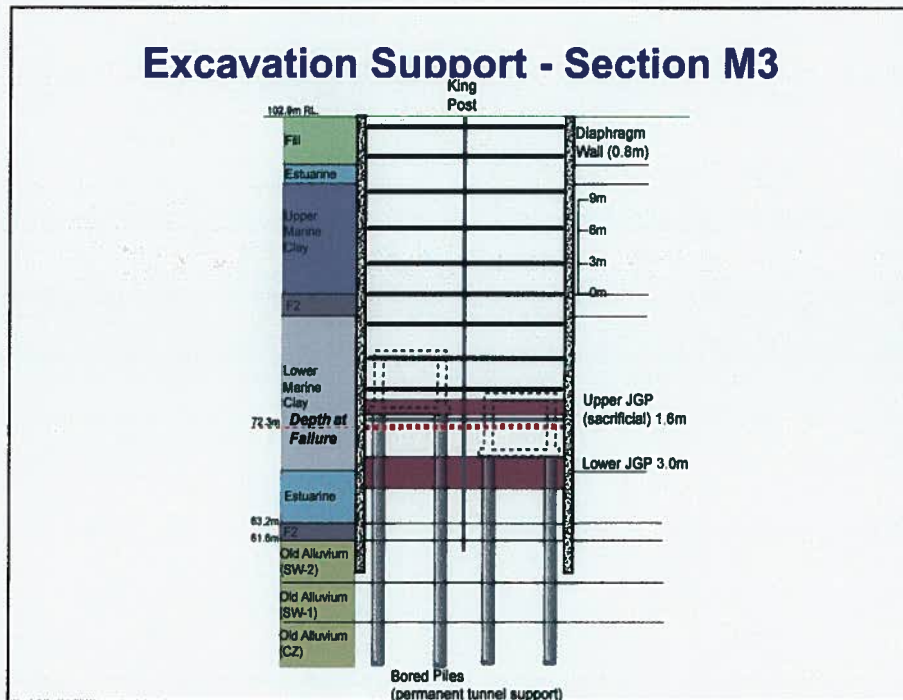 Excavation Support - Section M3
King
Post
102.9m RL.
Fill
Diaphragm
Wall (0.8m)
Estuarine
9m
Upper
Marine
Clay
6m
3m
0m
F2
Lower
Marine
Clay
Upper JGP
(sacrificial) 1.6m
72.3m
Depth at
Failure
Lower JGP 3.0m
Estuarine
63.2m
F2
61.6m
Old Alluvium
(SW-2)
Old Alluvium
(SW-1)
Old Alluvium
(CZ)
Bored Piles
(permanent tunnel support)